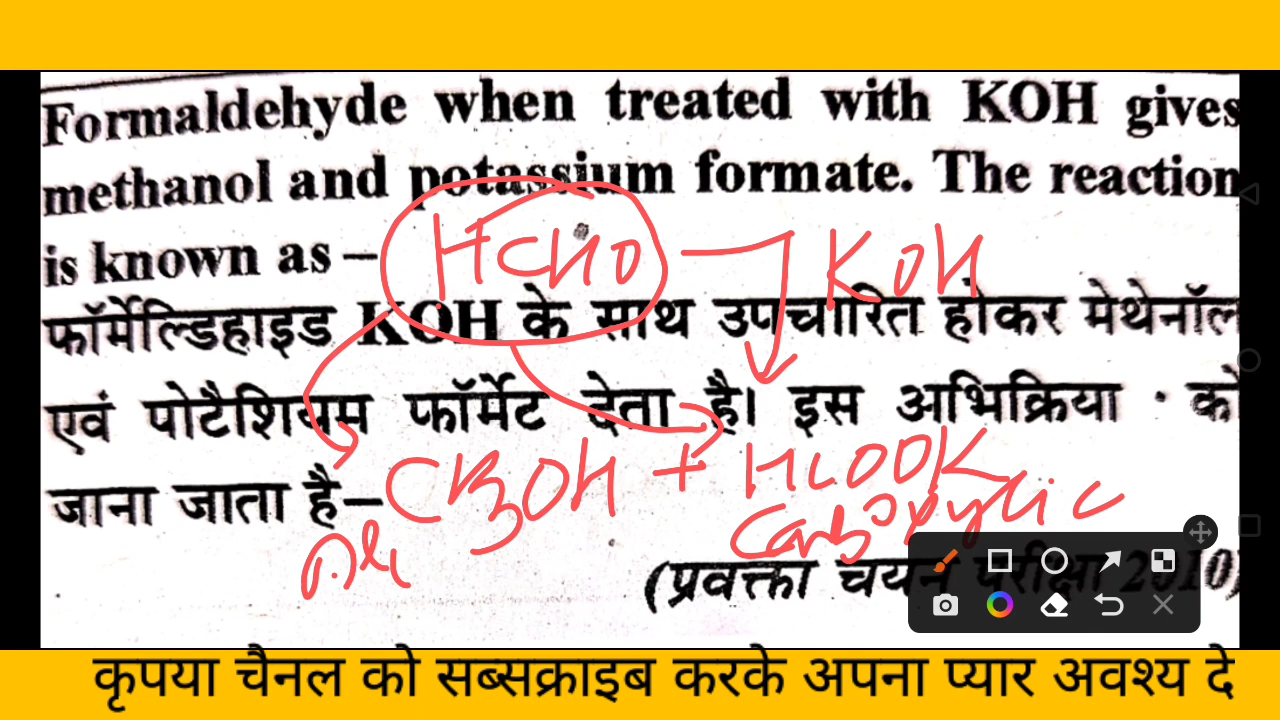 Formaldehyde when treated with KOH gives
methanol and potassium formate. The reaction
is known as –
HCHO KOH
फॉर्मेल्डिहाइड KOH के साथ उपचारित होकर मेथेनॉल
एवं पोटैशियम फॉर्मेट देता है। इस अभिक्रिया को
जाना जाता है–
CH3OH + HCOOK
Carboxylic
(प्रवक्ता चयन परीक्षा 2010)
कृपया चैनल को सब्सक्राइब करके अपना प्यार अवश्य दे